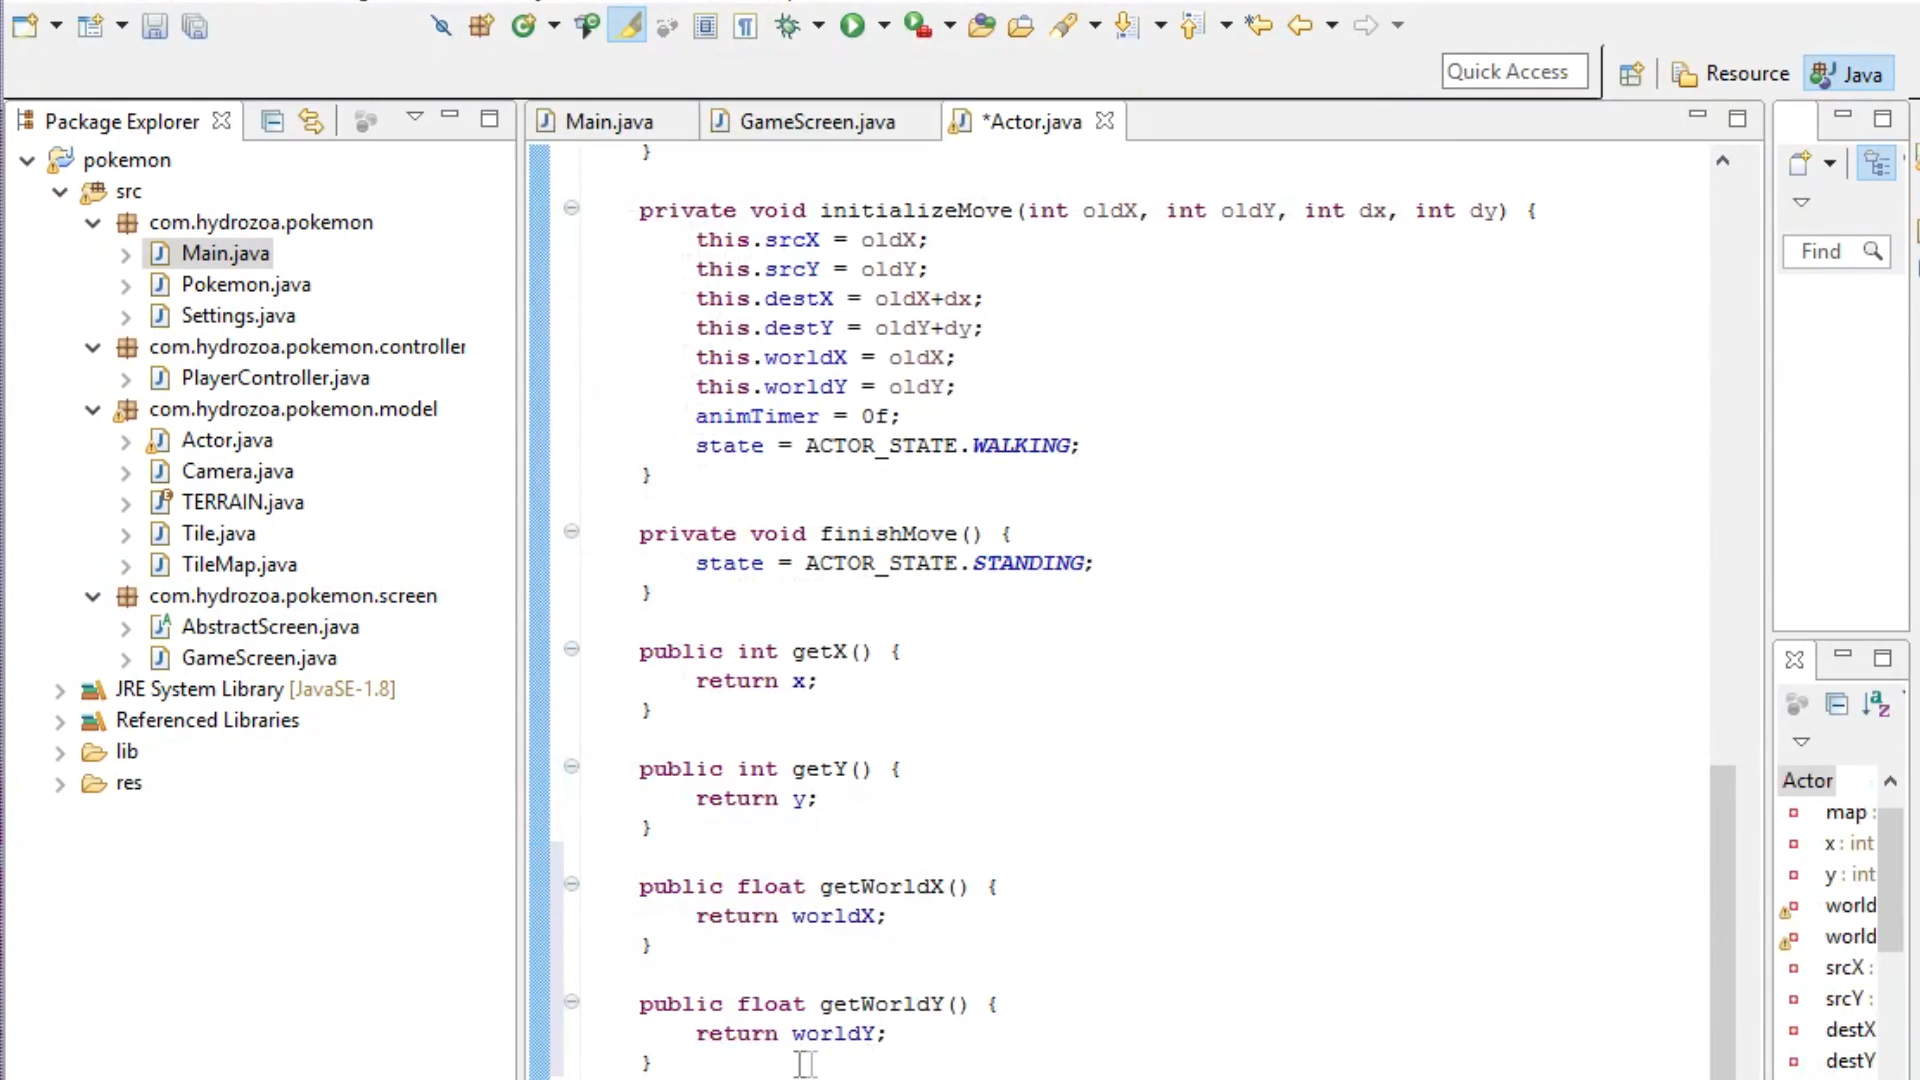 Quick Access
Resource
Java
Package Explorer
pokemon
src
com.hydrozoa.pokemon
Main.java
Pokemon.java
Settings.java
com.hydrozoa.pokemon.controller
PlayerController.java
com.hydrozoa.pokemon.model
Actor.java
Camera.java
TERRAIN.java
Tile.java
TileMap.java
com.hydrozoa.pokemon.screen
AbstractScreen.java
GameScreen.java
JRE System Library [JavaSE-1.8]
Referenced Libraries
lib
res
Main.java
GameScreen.java
*Actor.java
}
private void initializeMove(int oldX, int oldY, int dx, int dy) {
this.srcX = oldX;
this.srcY = oldY;
this.destX = oldX+dx;
this.destY = oldY+dy;
this.worldX = oldX;
this.worldY = oldY;
animTimer = 0f;
state = ACTOR_STATE.WALKING;
}
private void finishMove() {
state = ACTOR_STATE.STANDING;
}
public int getX() {
return x;
}
public int getY() {
return y;
}
public float getWorldX() {
return worldX;
}
public float getWorldY() {
return worldY;
}
Find
Actor
map :
x : int
y : int
world
world
srcX :
srcY :
destX
destY